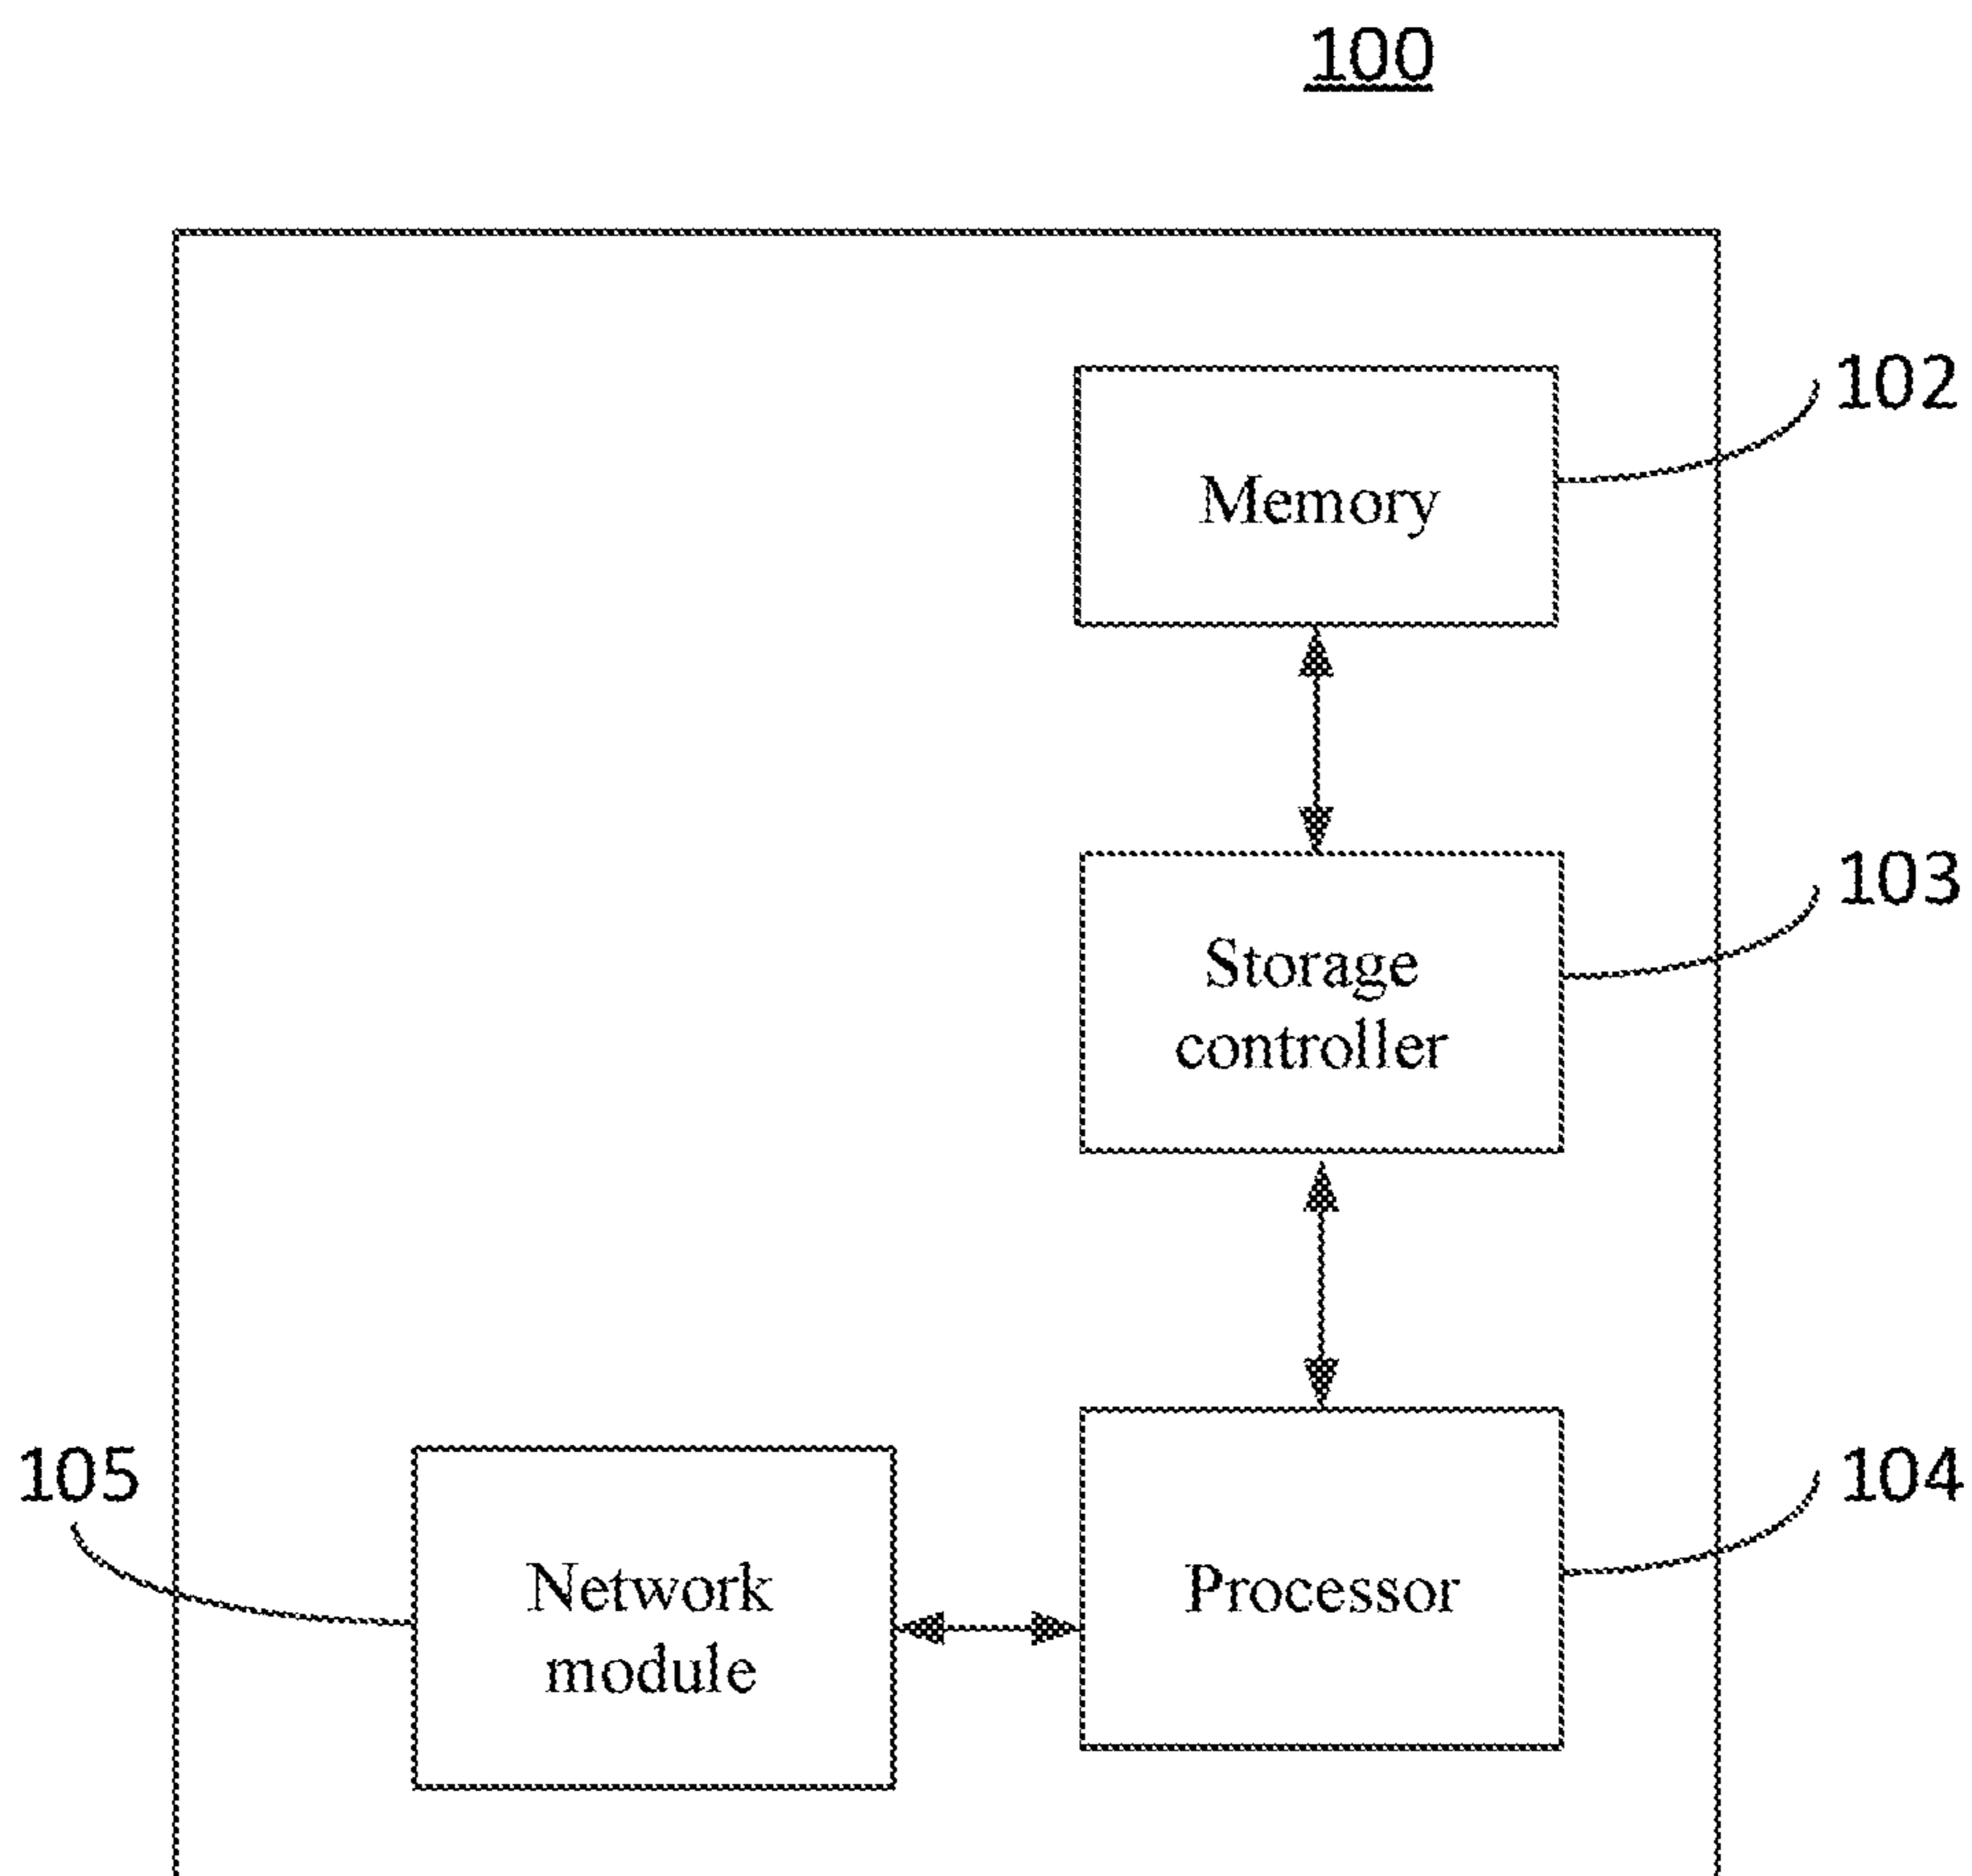 100
102
Memory
103
Storage
controller
105
104
Network
module
Processor